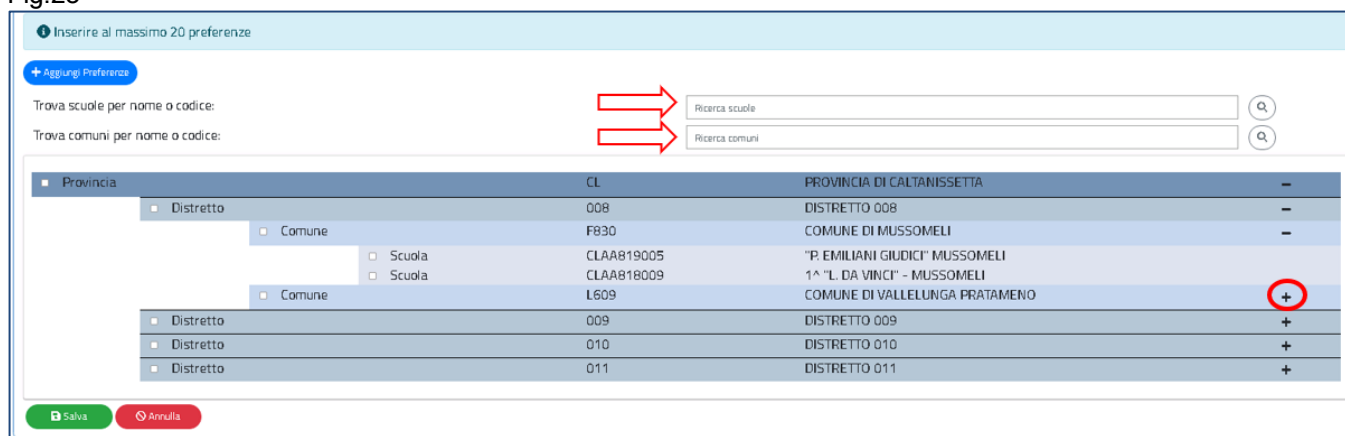 Inserire al massimo 20 preferenze
+ Aggiungi Preferenze
Trova scuole per nome o codice: Ricerca scuole
Trova comuni per nome o codice: Ricerca comuni
Provincia CL PROVINCIA DI CALTANISSETTA −
Distretto 008 DISTRETTO 008 −
Comune F830 COMUNE DI MUSSOMELI −
Scuola CLAA819005 "P. EMILIANI GIUDICI" MUSSOMELI
Scuola CLAA818009 1^ "L. DA VINCI" - MUSSOMELI
Comune L609 COMUNE DI VALLELUNGA PRATAMENO +
Distretto 009 DISTRETTO 009 +
Distretto 010 DISTRETTO 010 +
Distretto 011 DISTRETTO 011 +
Salva Annulla